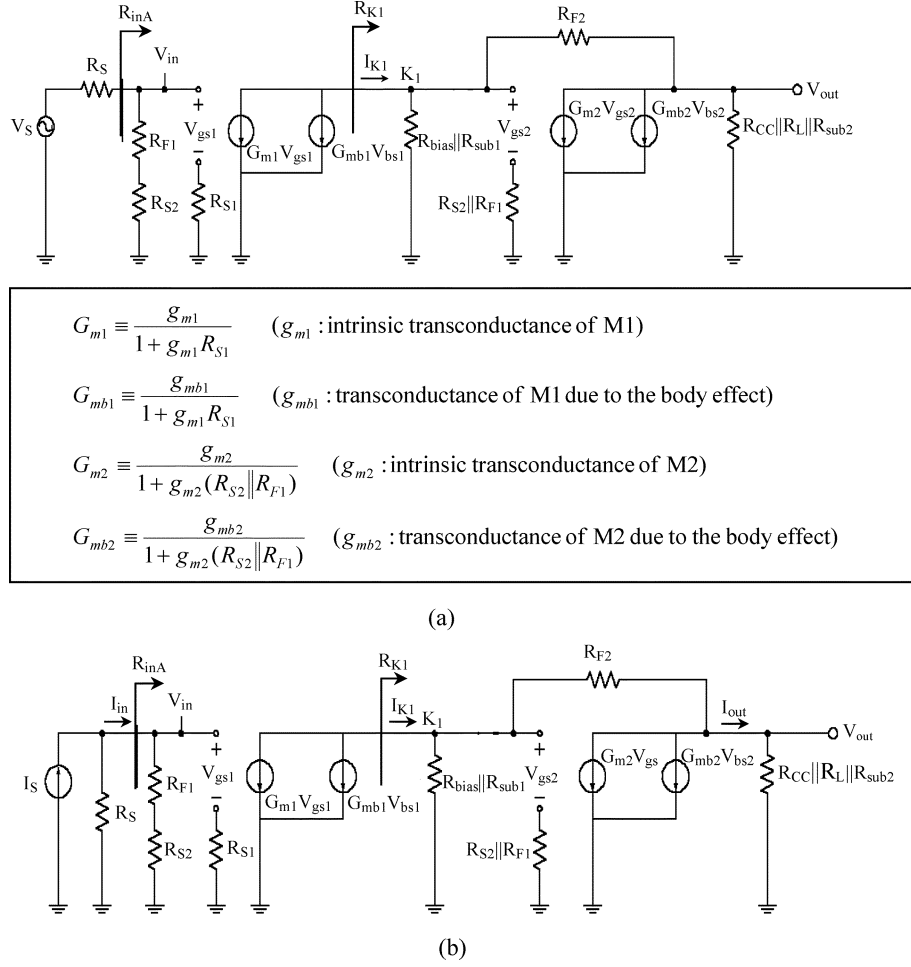 R_inA
R_K1
R_F2
R_S
V_in
I_K1
K_1
V_out
V_S
R_F1
+
V_gs1
−
G_m1V_gs1
G_mb1V_bs1
R_bias||R_sub1
+
V_gs2
−
G_m2V_gs2
G_mb2V_bs2
R_CC||R_L||R_sub2
R_S2
R_S1
R_S2||R_F1
G_m1 ≡ g_m1 / (1 + g_m1 R_S1) (g_m1 : intrinsic transconductance of M1)
G_mb1 ≡ g_mb1 / (1 + g_m1 R_S1) (g_mb1 : transconductance of M1 due to the body effect)
G_m2 ≡ g_m2 / (1 + g_m2 (R_S2||R_F1)) (g_m2 : intrinsic transconductance of M2)
G_mb2 ≡ g_mb2 / (1 + g_m2 (R_S2||R_F1)) (g_mb2 : transconductance of M2 due to the body effect)
(a)
R_inA
R_K1
R_F2
I_in
V_in
I_K1
K_1
I_out
V_out
I_S
R_S
R_F1
+
V_gs1
−
G_m1V_gs1
G_mb1V_bs1
R_bias||R_sub1
+
V_gs2
−
G_m2V_gs
G_mb2V_bs2
R_CC||R_L||R_sub2
R_S2
R_S1
R_S2||R_F1
(b)